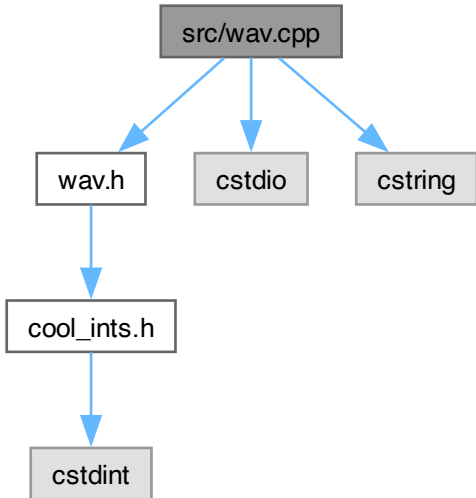 src/wav.cpp
wav.h
cstdio
cstring
cool_ints.h
cstdint